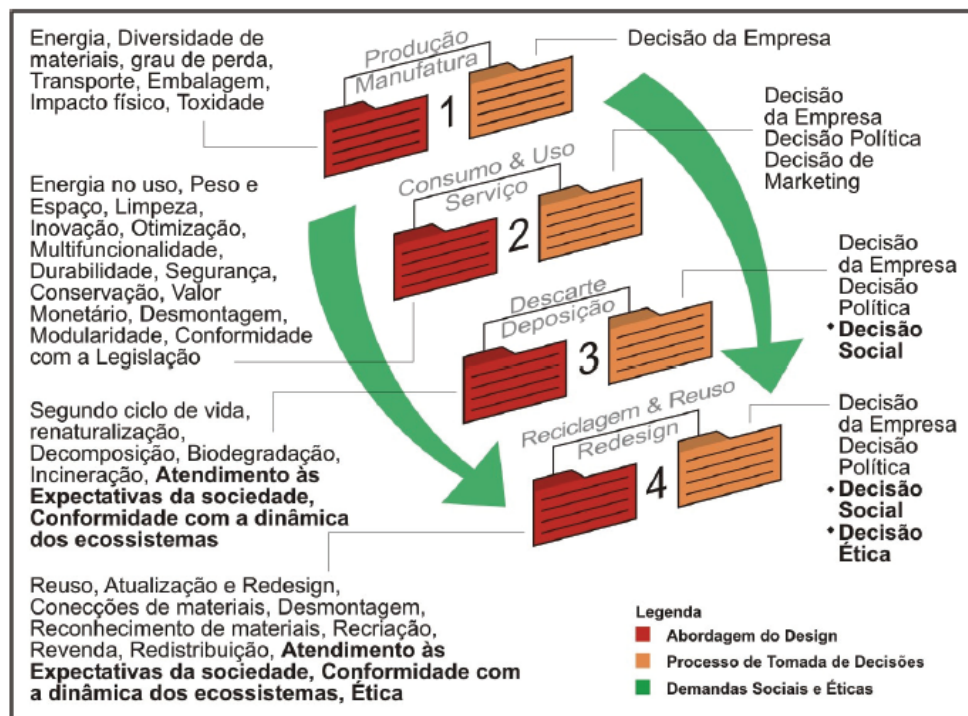 Energia, Diversidade de
materiais, grau de perda,
Transporte, Embalagem,
Impacto físico, Toxidade
Produção
Manufatura
1
Decisão da Empresa
Energia no uso, Peso e
Espaço, Limpeza,
Inovação, Otimização,
Multifuncionalidade,
Durabilidade, Segurança,
Conservação, Valor
Monetário, Desmontagem,
Modularidade, Conformidade
com a Legislação
Consumo & Uso
Serviço
2
Decisão
da Empresa
Decisão Política
Decisão de
Marketing
Segundo ciclo de vida,
renaturalização,
Decomposição, Biodegradação,
Incineração, Atendimento às
Expectativas da sociedade,
Conformidade com a dinâmica
dos ecossistemas
Descarte
Deposição
3
Decisão
da Empresa
Decisão
Política
Decisão
Social
Reuso, Atualização e Redesign,
Conecções de materiais, Desmontagem,
Reconhecimento de materiais, Recriação,
Revenda, Redistribuição, Atendimento às
Expectativas da sociedade, Conformidade com
a dinâmica dos ecossistemas, Ética
Reciclagem & Reuso
Redesign
4
Decisão
da Empresa
Decisão
Política
Decisão
Social
Decisão
Ética
Legenda
Abordagem do Design
Processo de Tomada de Decisões
Demandas Sociais e Éticas